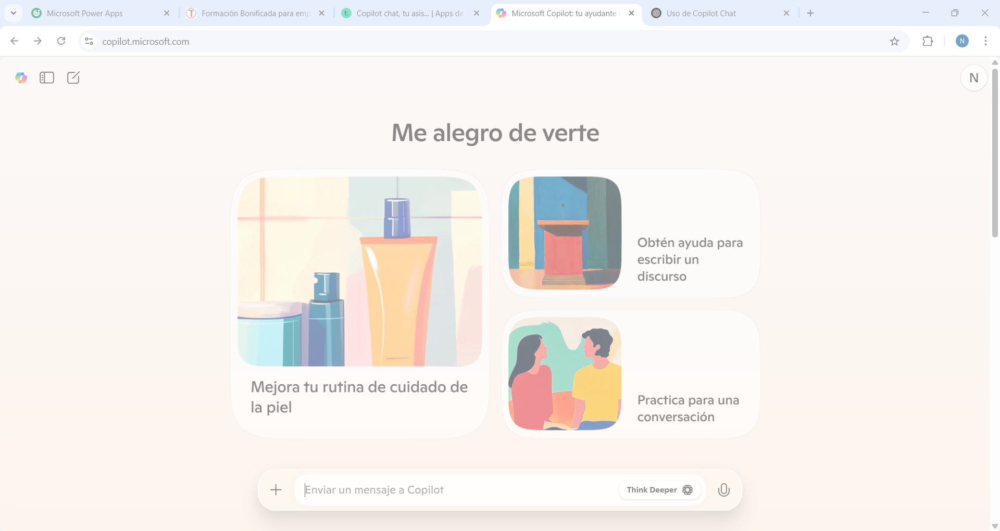 Microsoft Power Apps
Formación Bonificada para emp
Copilot chat, tu asis... | Apps de
Microsoft Copilot: tu ayudante
Uso de Copilot Chat
copilot.microsoft.com
N
N
Me alegro de verte
Mejora tu rutina de cuidado de
la piel
Obtén ayuda para
escribir un
discurso
Practica para una
conversación
Enviar un mensaje a Copilot
Think Deeper